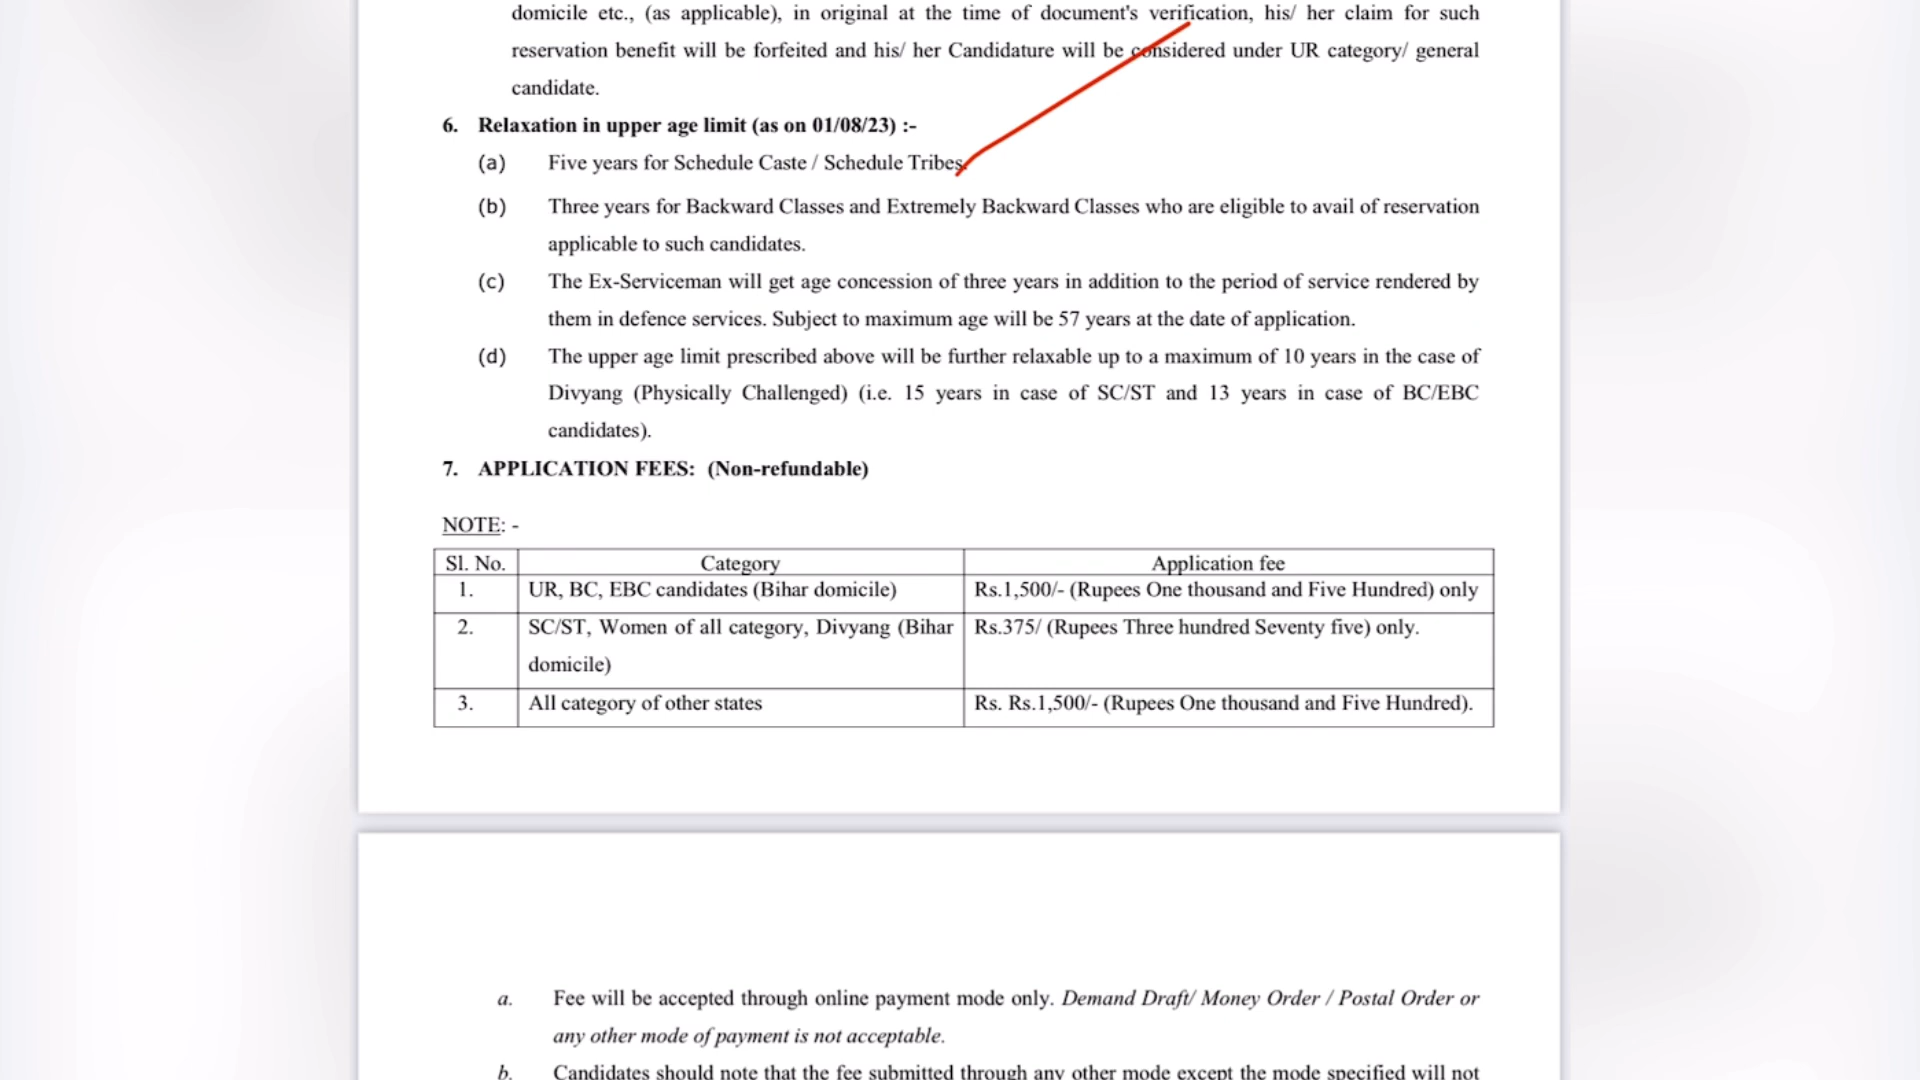 domicile etc., (as applicable), in original at the time of document's verification, his/ her claim for such
reservation benefit will be forfeited and his/ her Candidature will be considered under UR category/ general
candidate.
6. Relaxation in upper age limit (as on 01/08/23) :-
(a) Five years for Schedule Caste / Schedule Tribes
(b) Three years for Backward Classes and Extremely Backward Classes who are eligible to avail of reservation
applicable to such candidates.
(c) The Ex-Serviceman will get age concession of three years in addition to the period of service rendered by
them in defence services. Subject to maximum age will be 57 years at the date of application.
(d) The upper age limit prescribed above will be further relaxable up to a maximum of 10 years in the case of
Divyang (Physically Challenged) (i.e. 15 years in case of SC/ST and 13 years in case of BC/EBC
candidates).
7. APPLICATION FEES: (Non-refundable)
NOTE: -
Sl. No. Category Application fee
1. UR, BC, EBC candidates (Bihar domicile) Rs.1,500/- (Rupees One thousand and Five Hundred) only
2. SC/ST, Women of all category, Divyang (Bihar Rs.375/ (Rupees Three hundred Seventy five) only.
domicile)
3. All category of other states Rs. Rs.1,500/- (Rupees One thousand and Five Hundred).
a. Fee will be accepted through online payment mode only. Demand Draft/ Money Order / Postal Order or
any other mode of payment is not acceptable.
b. Candidates should note that the fee submitted through any other mode except the mode specified will not